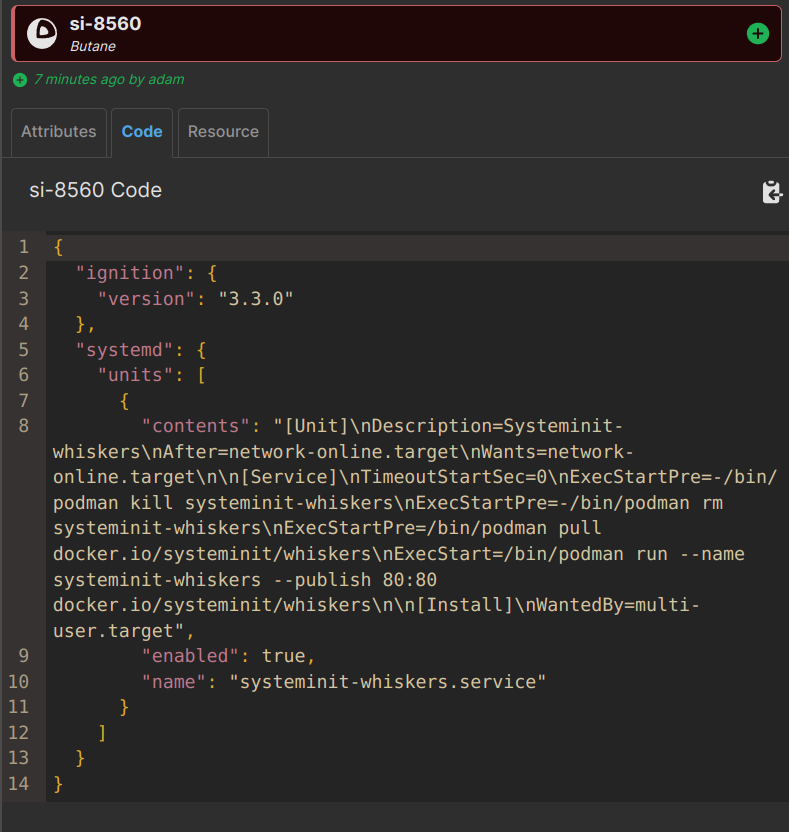 si-8560
Butane
7 minutes ago by adam
Attributes
Code
Resource
si-8560 Code
1 {
2   "ignition": {
3     "version": "3.3.0"
4   },
5   "systemd": {
6     "units": [
7       {
8         "contents": "[Unit]\nDescription=Systeminit-
whiskers\nAfter=network-online.target\nWants=network-
online.target\n\n[Service]\nTimeoutStartSec=0\nExecStartPre=-/bin/
podman kill systeminit-whiskers\nExecStartPre=-/bin/podman rm
systeminit-whiskers\nExecStartPre=/bin/podman pull
docker.io/systeminit/whiskers\nExecStart=/bin/podman run --name
systeminit-whiskers --publish 80:80
docker.io/systeminit/whiskers\n\n[Install]\nWantedBy=multi-
user.target",
9         "enabled": true,
10         "name": "systeminit-whiskers.service"
11       }
12     ]
13   }
14 }